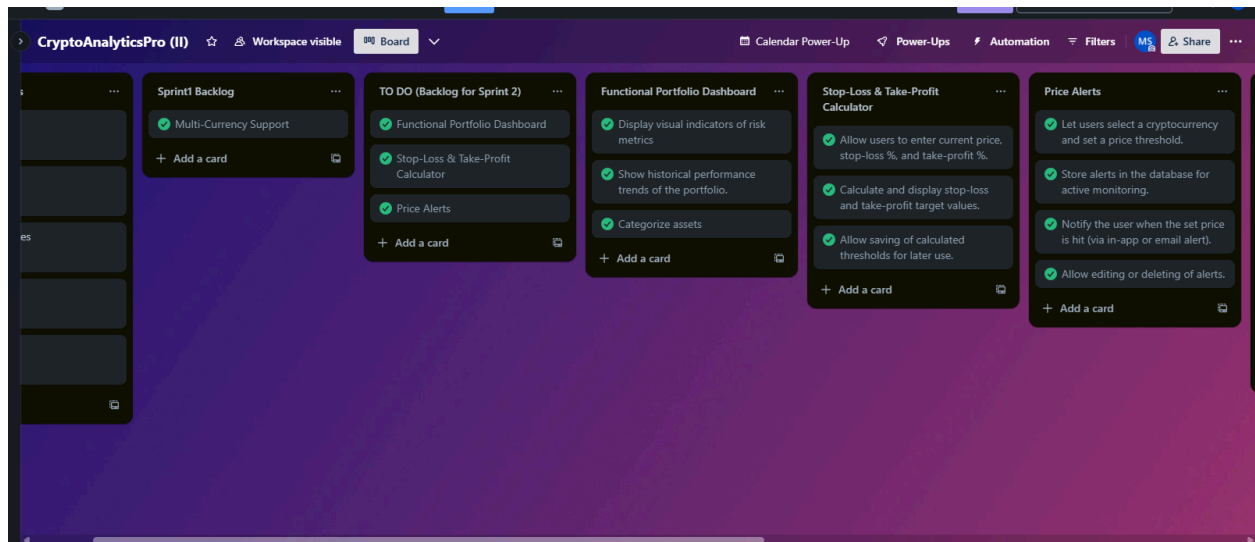 CryptoAnalyticsPro (II)
Workspace visible
Board
Calendar Power-Up
Power-Ups
Automation
Filters
MS
Share
s
es
Sprint1 Backlog
Multi-Currency Support
+ Add a card
TO DO (Backlog for Sprint 2)
Functional Portfolio Dashboard
Stop-Loss & Take-Profit
Calculator
Price Alerts
+ Add a card
Functional Portfolio Dashboard
Display visual indicators of risk
metrics
Show historical performance
trends of the portfolio.
Categorize assets
+ Add a card
Stop-Loss & Take-Profit
Calculator
Allow users to enter current price,
stop-loss %, and take-profit %.
Calculate and display stop-loss
and take-profit target values.
Allow saving of calculated
thresholds for later use.
+ Add a card
Price Alerts
Let users select a cryptocurrency
and set a price threshold.
Store alerts in the database for
active monitoring.
Notify the user when the set price
is hit (via in-app or email alert).
Allow editing or deleting of alerts.
+ Add a card